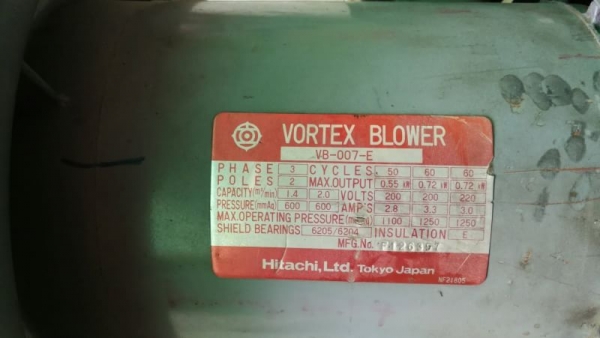 VORTEX BLOWER
VB-007-E
PHASE 3 CYCLES 50 60 60
POLES 2 MAX.OUTPUT 0.55 kW 0.72 kW 0.72 kW
CAPACITY(m³/min) 1.4 2.0 VOLTS 200 200 220
PRESSURE(mmAq) 600 600 AMP'S 2.8 3.3 3.0
MAX.OPERATING PRESSURE(mmAq) 1100 1250 1250
SHIELD BEARINGS 6205/6204 INSULATION E
MFG.No.
Hitachi, Ltd. Tokyo Japan